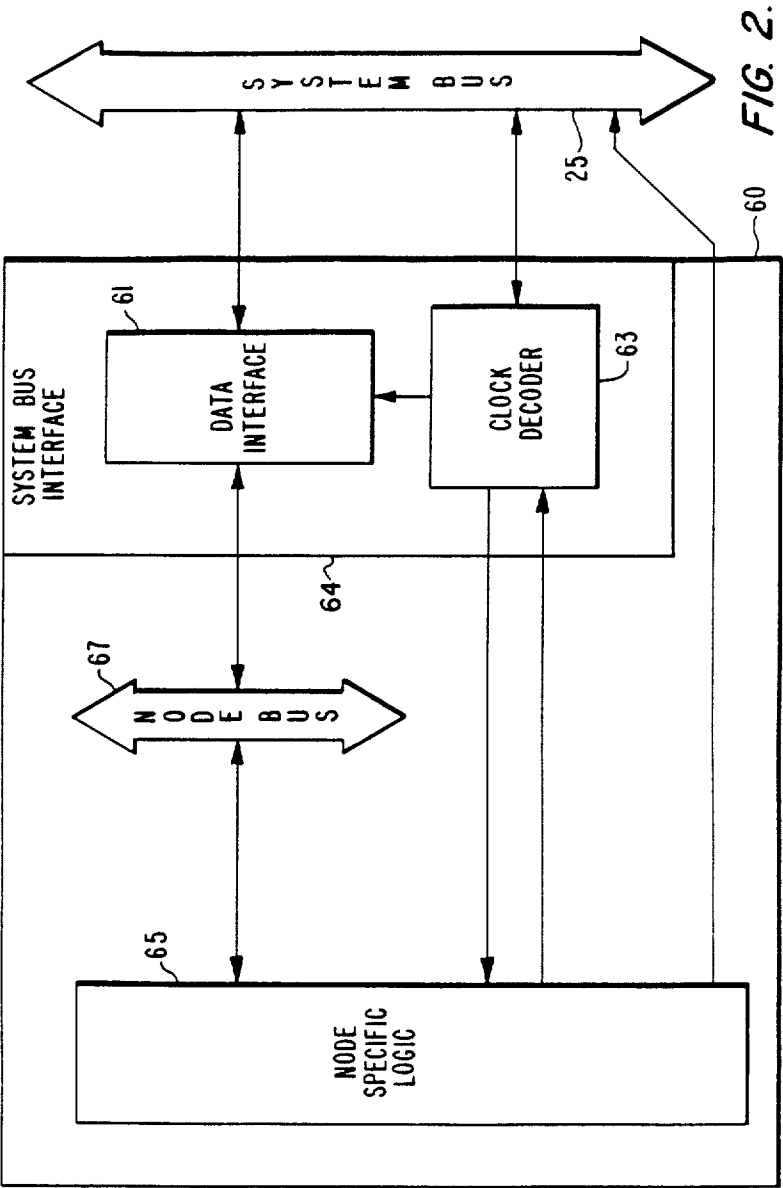 SYSTEM BUS
INTERFACE
61
DATA
INTERFACE
CLOCK
DECODER
63
64
67
NODE BUS
65
NODE
SPECIFIC
LOGIC
SYSTEM BUS
25
60
FIG. 2.